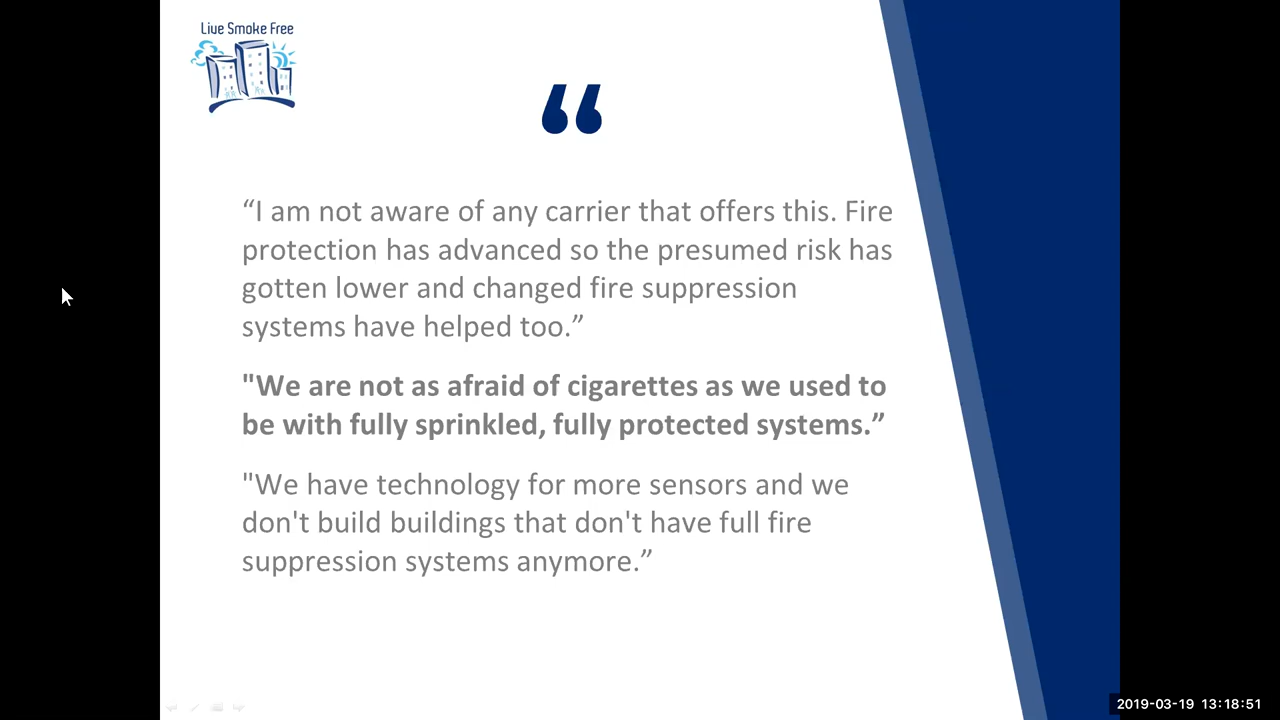 Live Smoke Free
“
“I am not aware of any carrier that offers this. Fire
protection has advanced so the presumed risk has
gotten lower and changed fire suppression
systems have helped too.”
"We are not as afraid of cigarettes as we used to
be with fully sprinkled, fully protected systems.”
"We have technology for more sensors and we
don't build buildings that don't have full fire
suppression systems anymore.”
2019-03-19 13:18:51